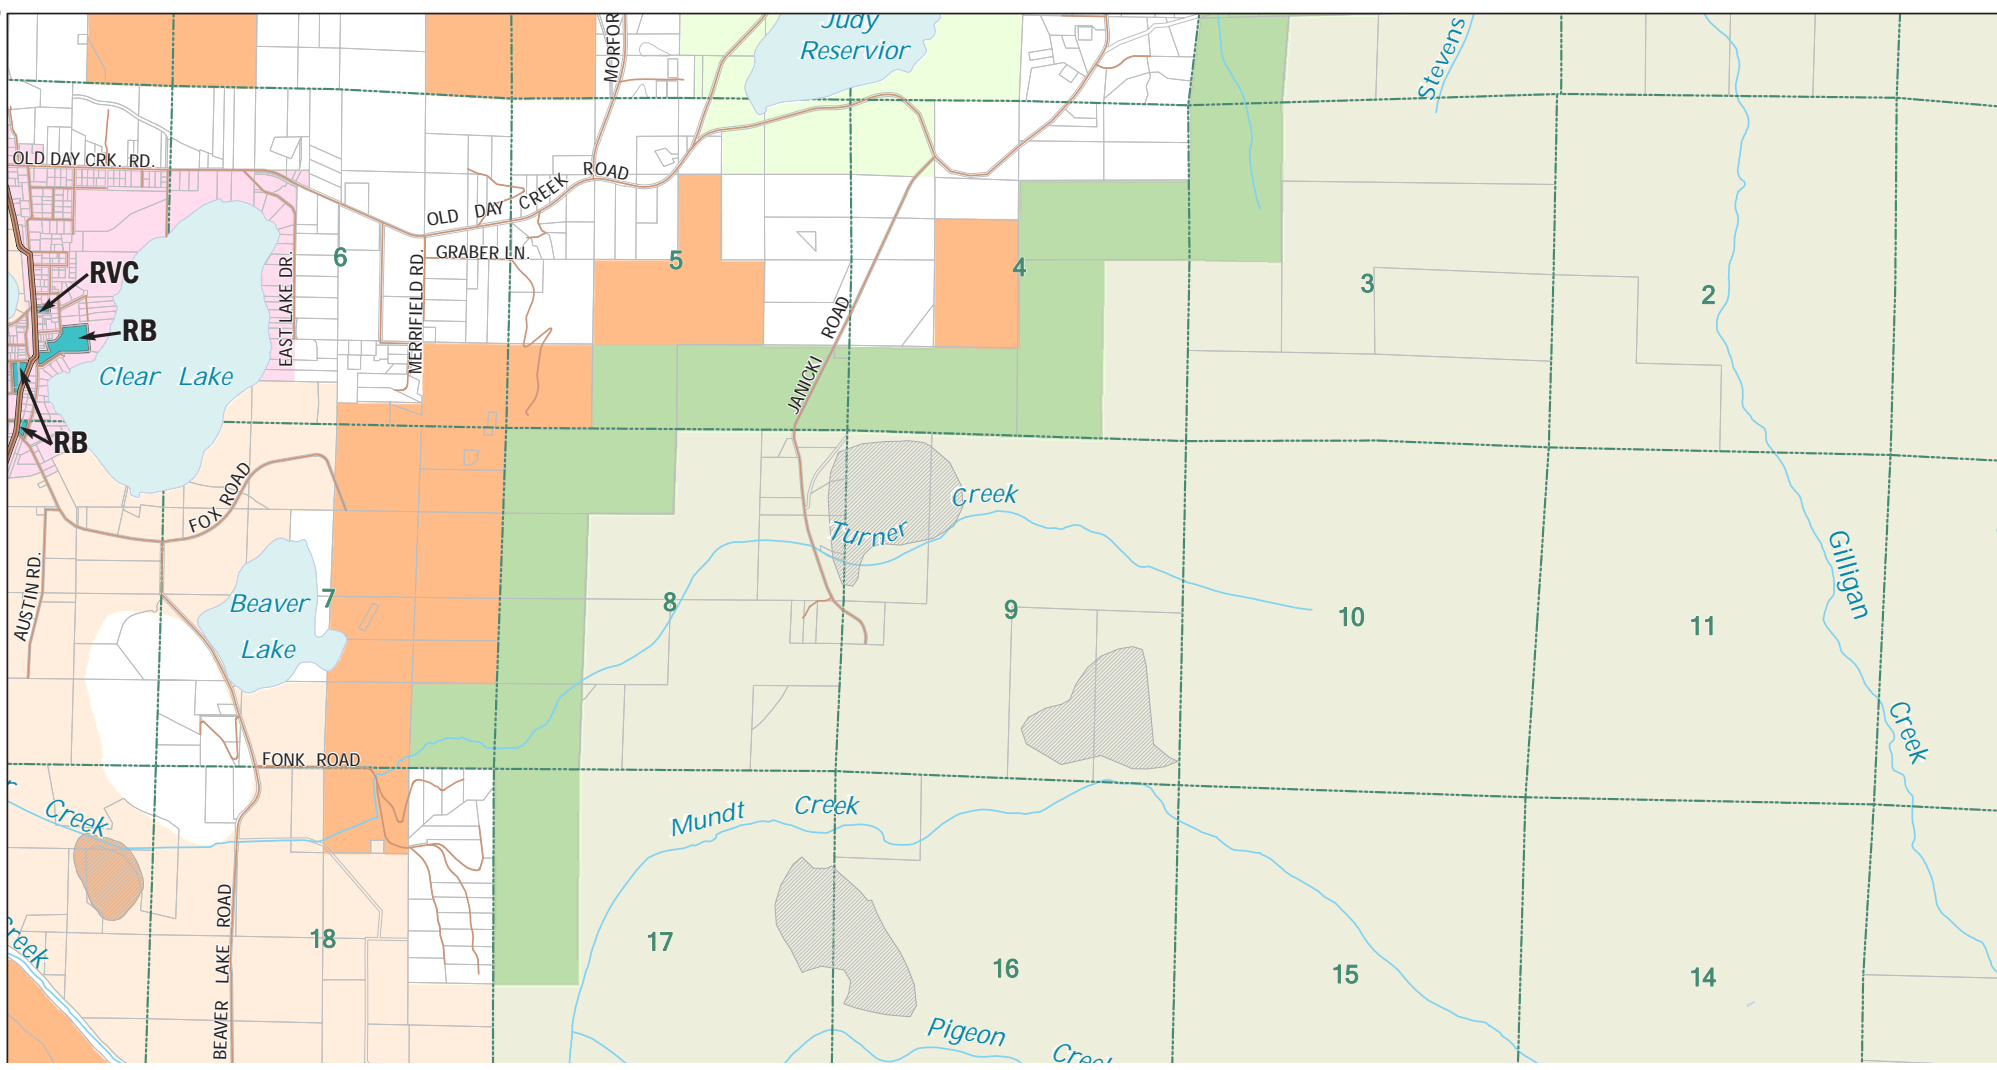 Judy
Reservior
MORFOR
Stevens
OLD DAY CRK. RD.
OLD DAY CREEK ROAD
GRABER LN.
6
5
4
3
2
RVC
RB
Clear Lake
EAST LAKE DR.
MERRIFIELD RD.
JANICKI ROAD
RB
FOX ROAD
Turner Creek
Gilligan Creek
AUSTIN RD.
Beaver
Lake
7
8
9
10
11
FONK ROAD
Creek
Mundt Creek
BEAVER LAKE ROAD
reek
18
17
16
15
14
Pigeon Creek